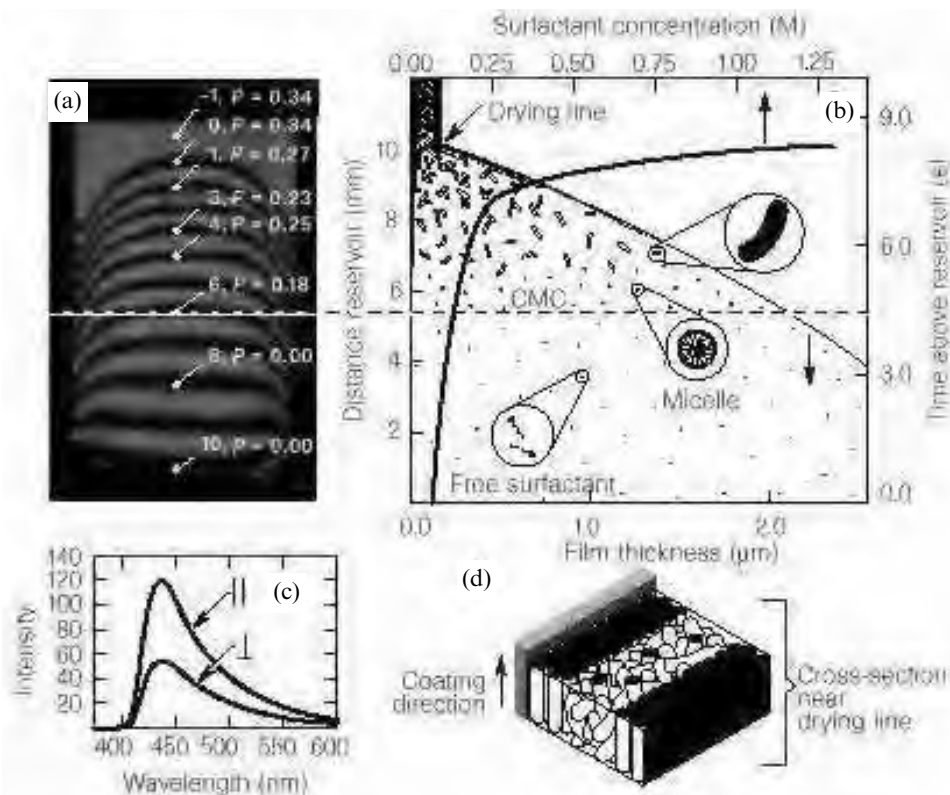 (a)
-1, P = 0.34
0, P = 0.34
1, P = 0.27
3, P = 0.23
4, P = 0.25
6, P = 0.18
8, P = 0.00
10, P = 0.00
Surfactant concentration (M)
0.00 0.25 0.50 0.75 1.00 1.25
(b)
Drying line
Distance reservoir (mm)
10
8
6
4
2
CMC
Micelle
Free surfactant
9.0
6.0
3.0
0.0
Time above reservoir (s)
0.0 1.0 2.0
Film thickness (μm)
(c)
Intensity
140
120
100
80
60
40
20
||
⊥
400 450 500 550 600
Wavelength (nm)
(d)
Coating
direction
Cross-section
near
drying line